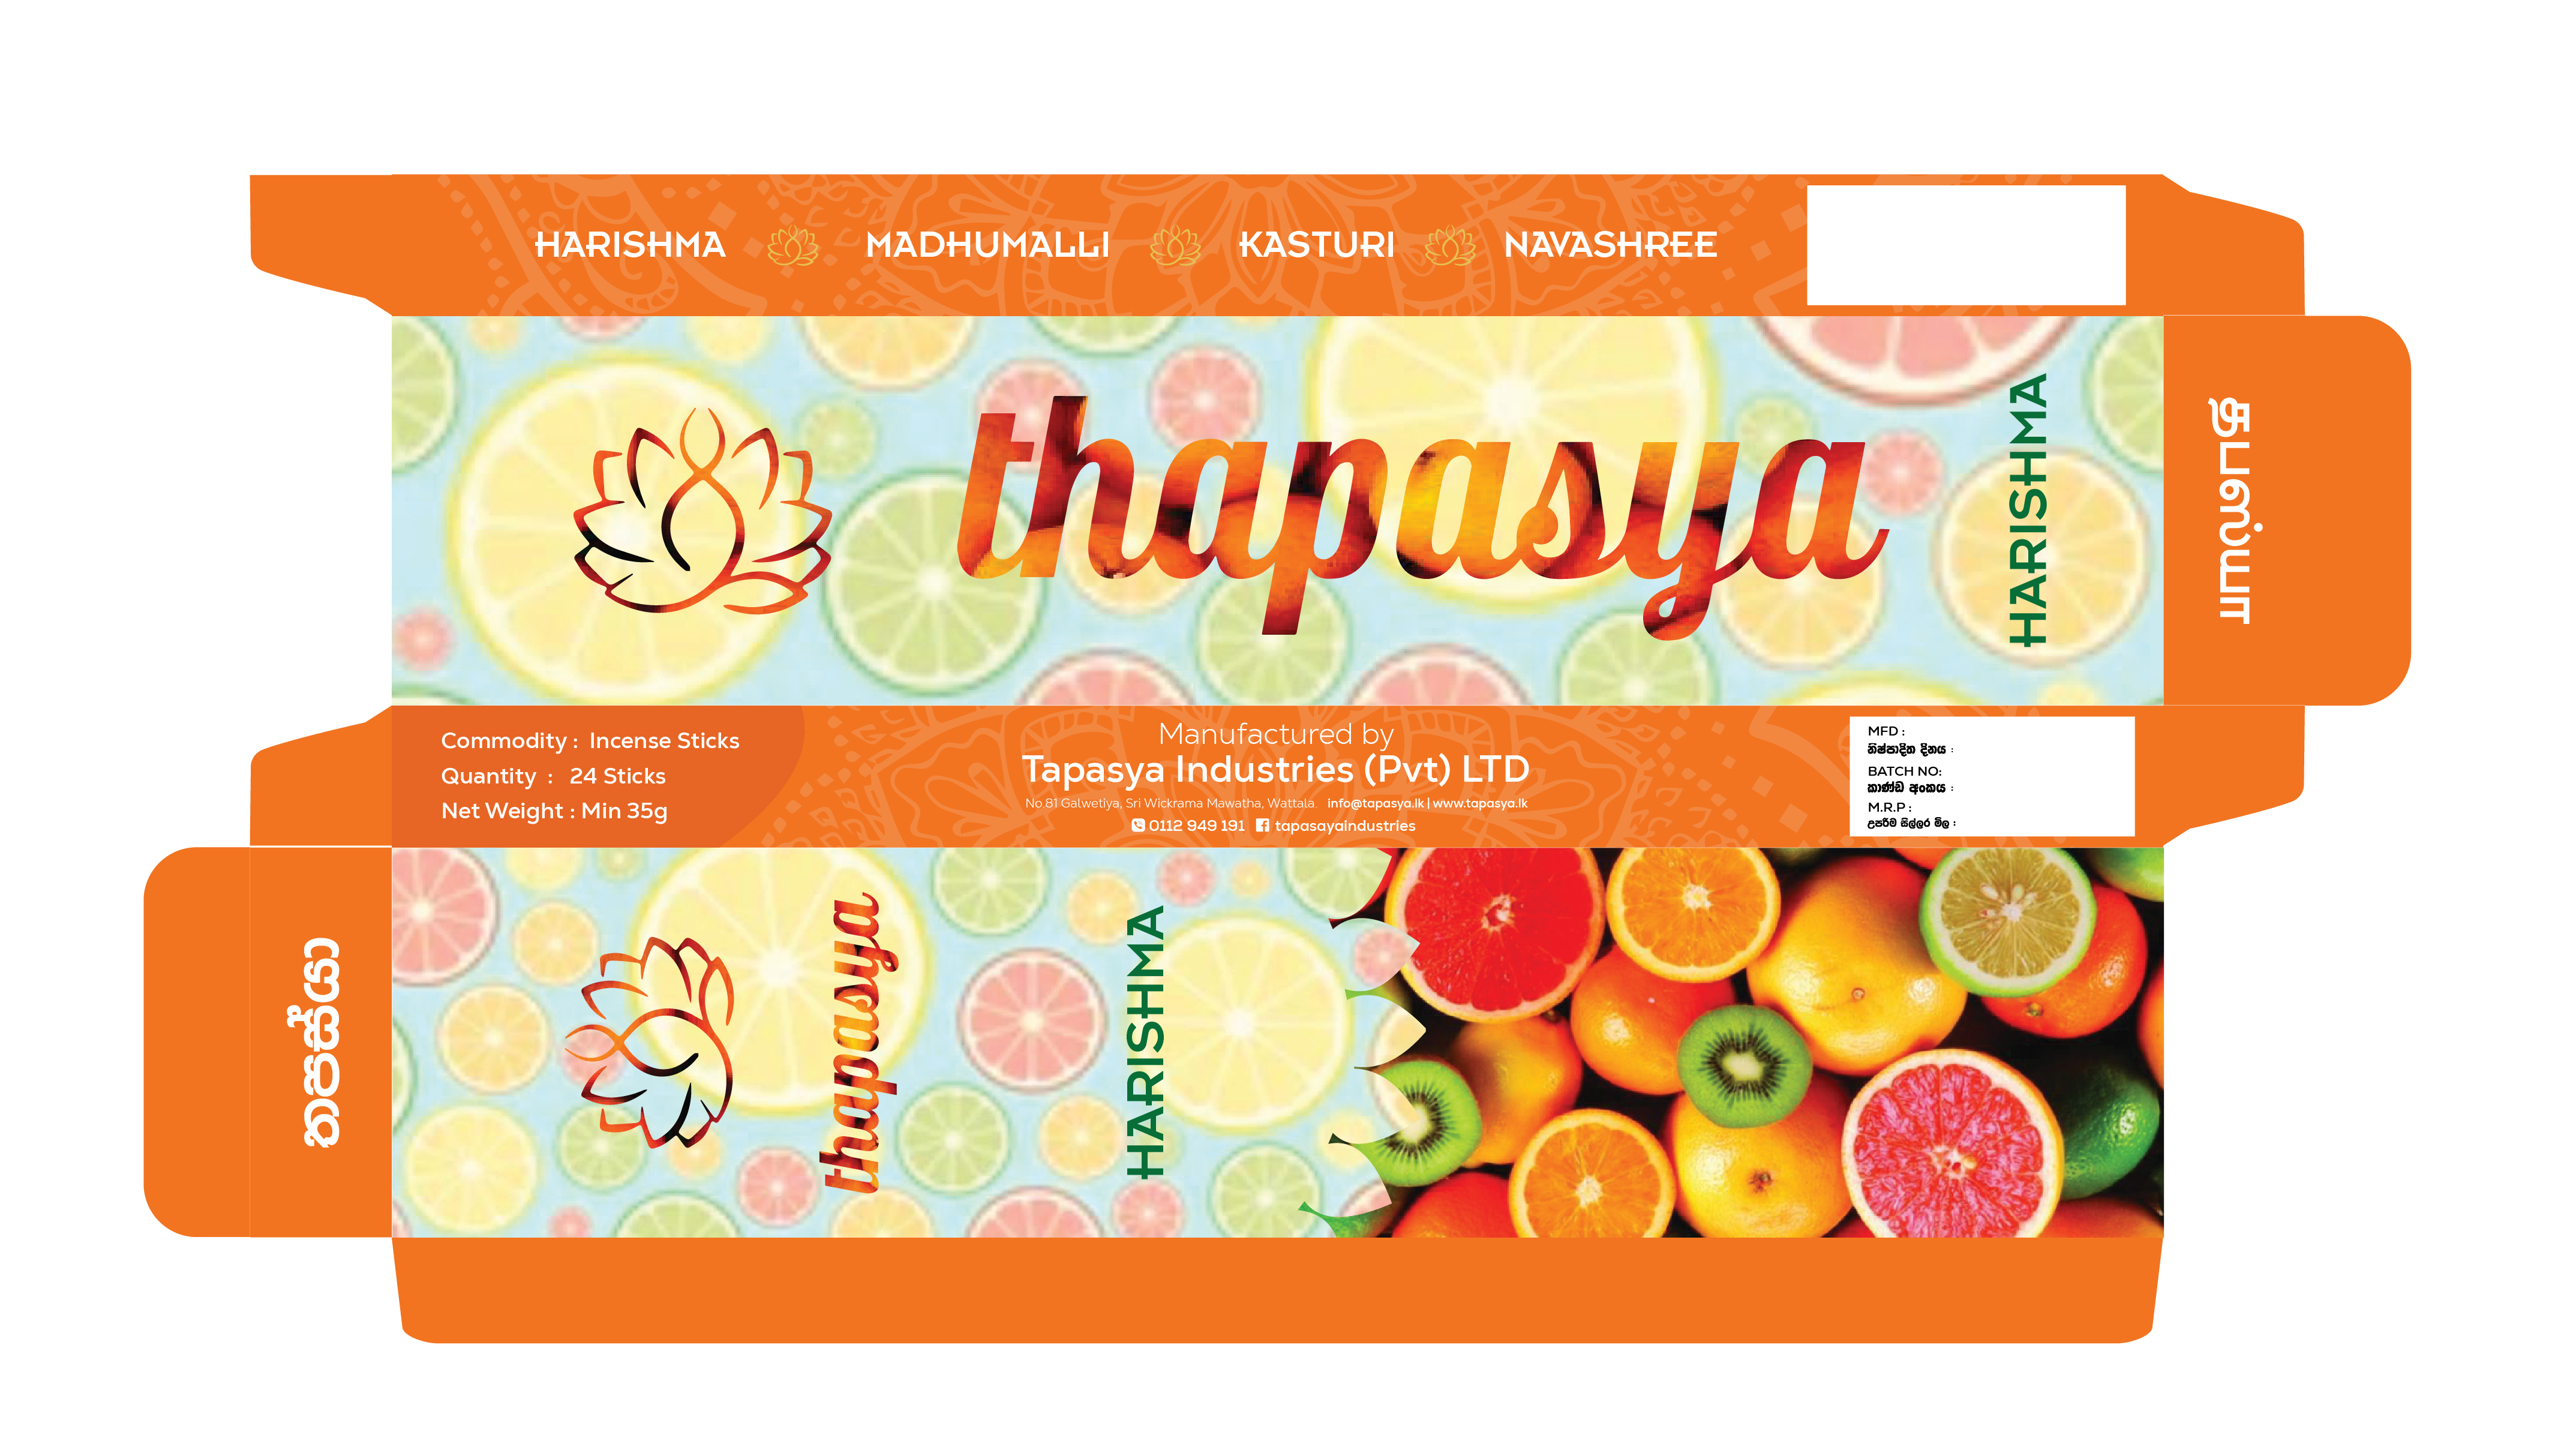 HARISHMA MADHUMALLI KASTURI NAVASHREE
thapasya
HARISHMA
தபஸ்யா
Commodity : Incense Sticks
Quantity : 24 Sticks
Net Weight : Min 35g
Manufactured by
Tapasya Industries (Pvt) LTD
No 81 Galwetiya, Sri Wickrama Mawatha, Wattala. info@tapasya.lk | www.tapasya.lk
0112 949 191 tapasayaindustries
MFD :
නිෂ්පාදිත දිනය :
BATCH NO:
කාණ්ඩ අංකය :
M.R.P :
උපරිම සිල්ලර මිල :
තපස්යා
thapasya
HARISHMA